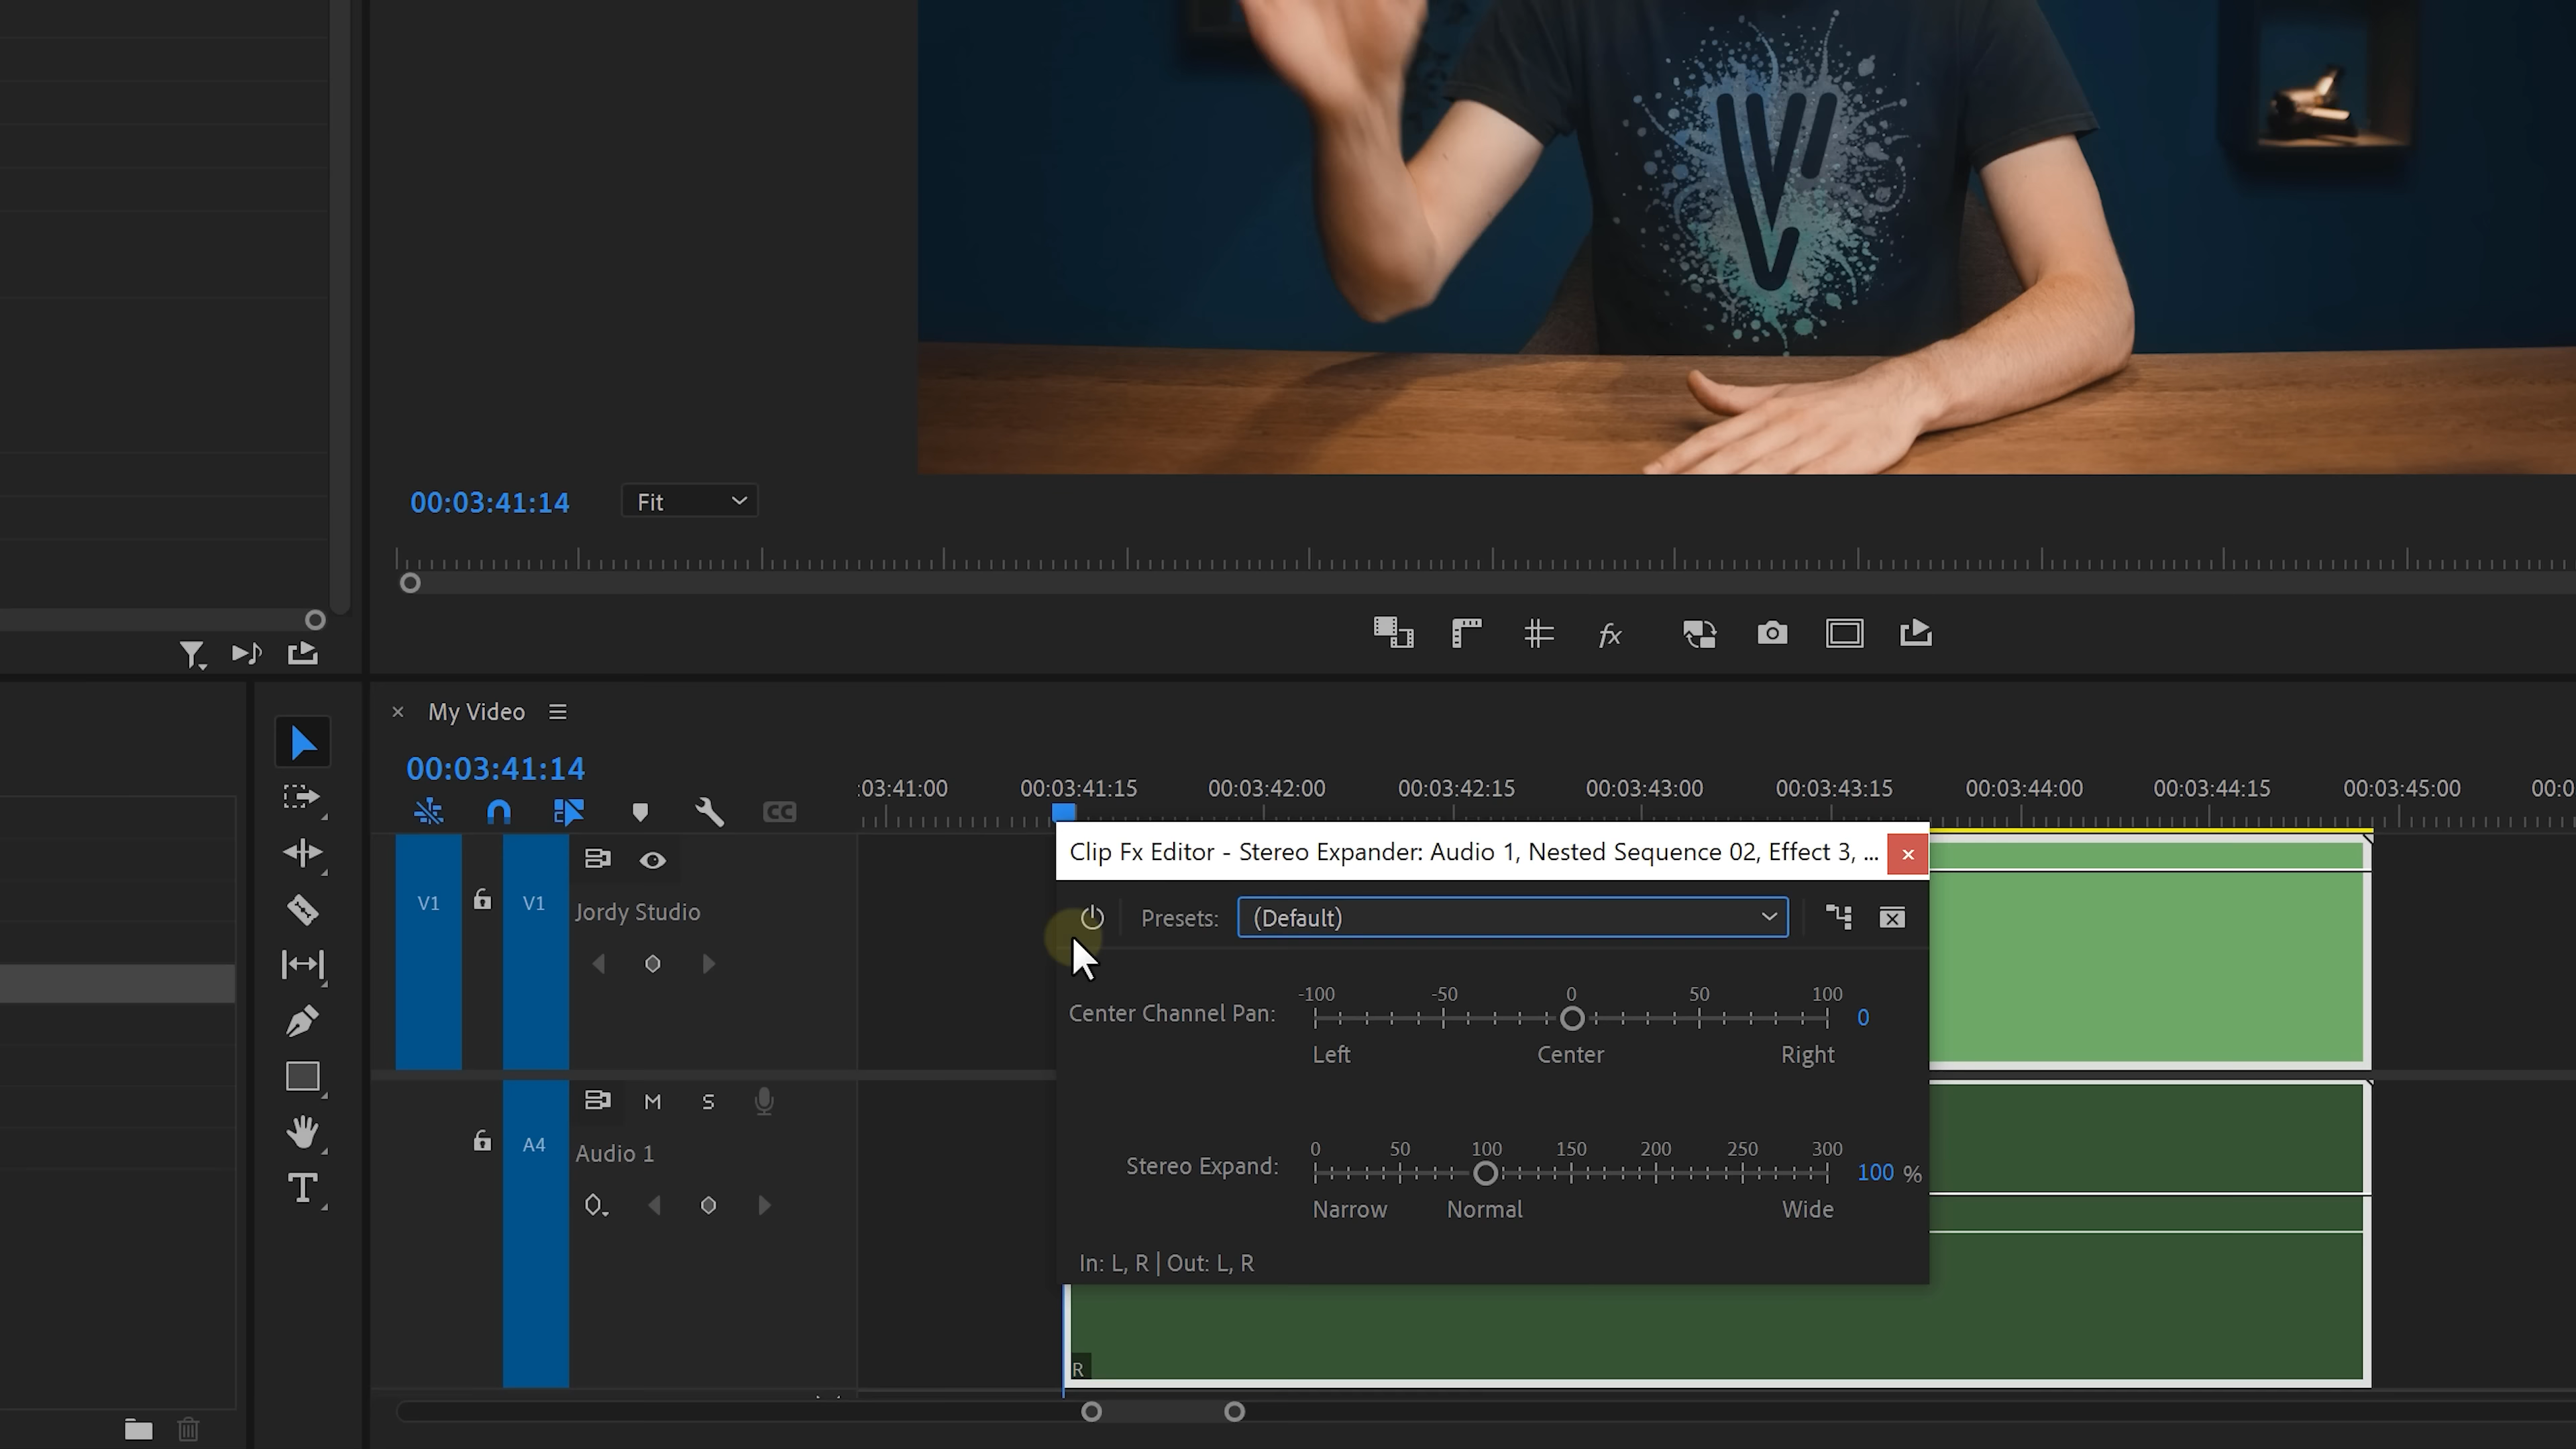 00:03:41:14
Fit
fx
× My Video
00:03:41:14
CC
:03:41:00 00:03:41:15 00:03:42:00 00:03:42:15 00:03:43:00 00:03:43:15 00:03:44:00 00:03:44:15 00:03:45:00 00:0
V1 V1
Jordy Studio
Clip Fx Editor - Stereo Expander: Audio 1, Nested Sequence 02, Effect 3, ...
Presets: (Default)
-100 -50 0 50 100
Center Channel Pan: 0
Left Center Right
M S
A4
Audio 1
0 50 100 150 200 250 300
Stereo Expand: 100 %
Narrow Normal Wide
In: L, R | Out: L, R
R
T